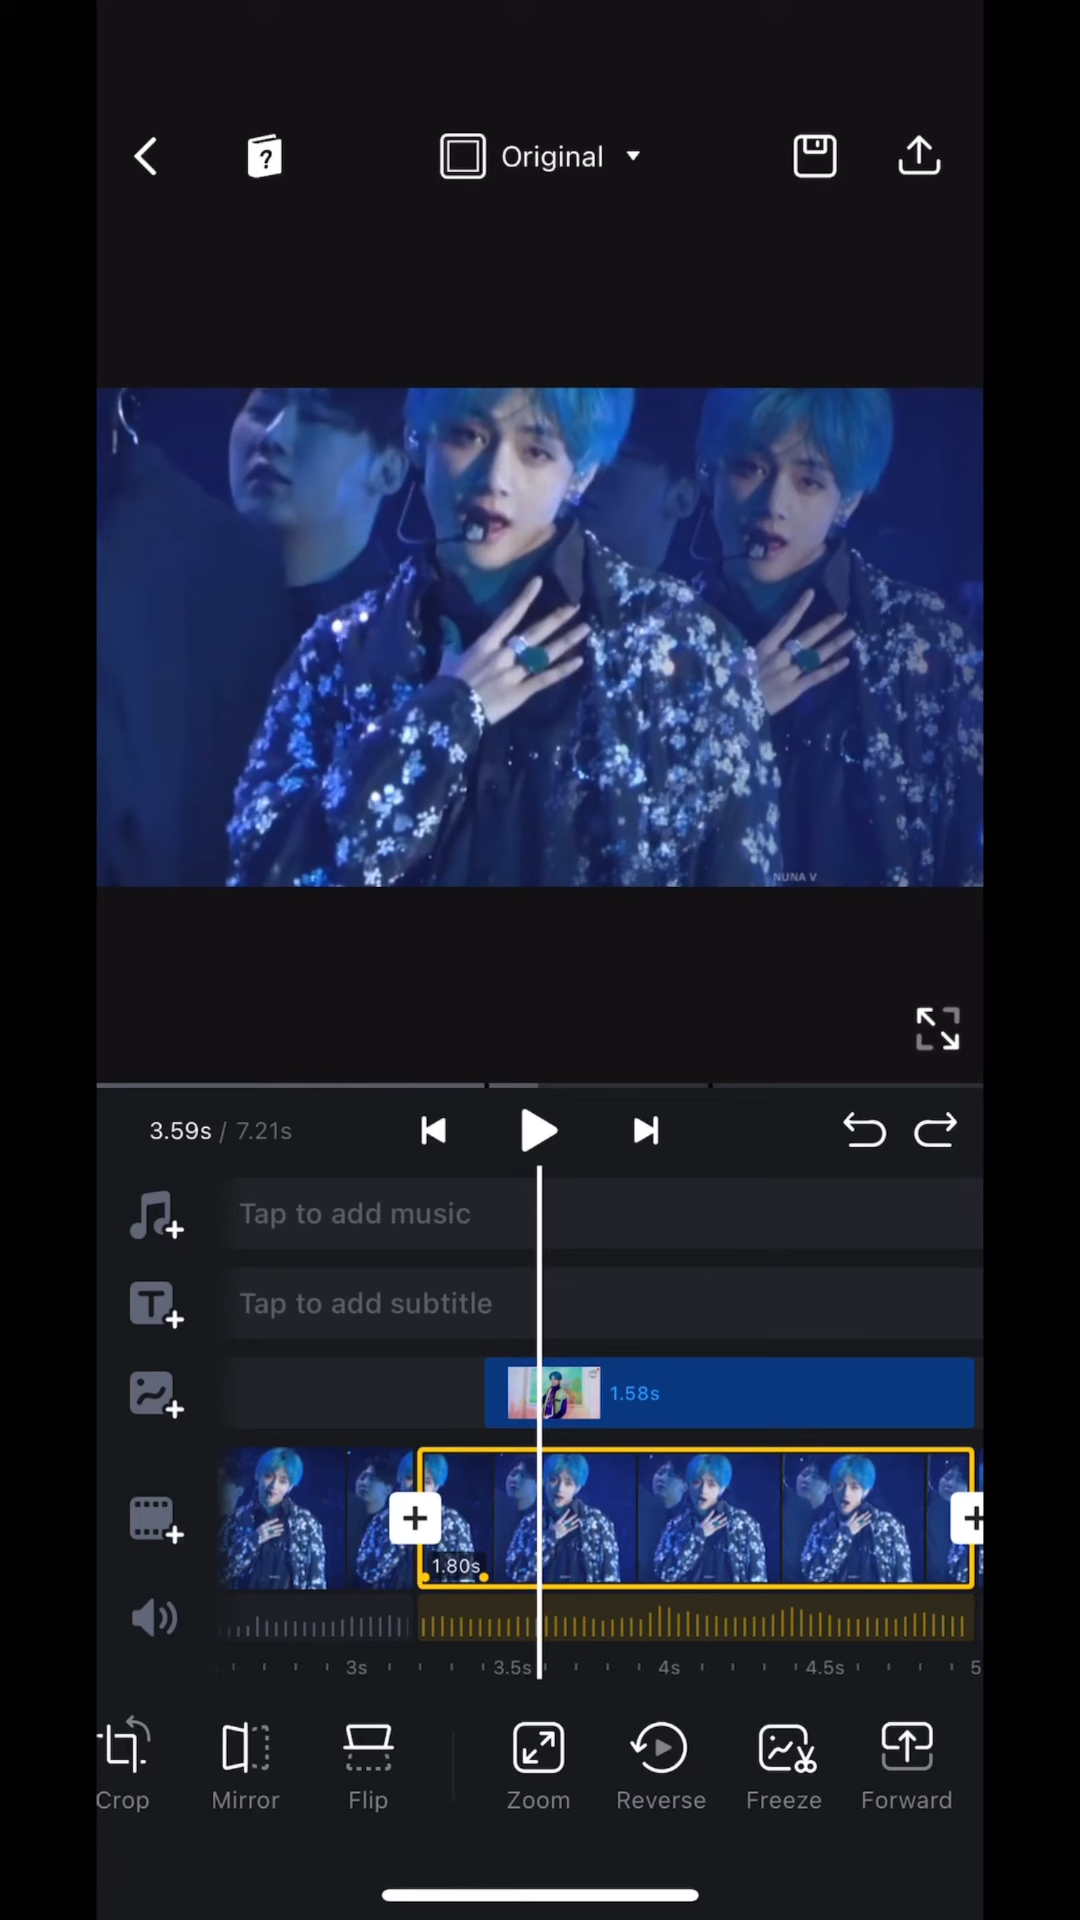 Original
NUNA V
3.59s / 7.21s
Tap to add music
Tap to add subtitle
1.58s
1.80s
3s 3.5s 4s 4.5s 5
Crop Mirror Flip Zoom Reverse Freeze Forward